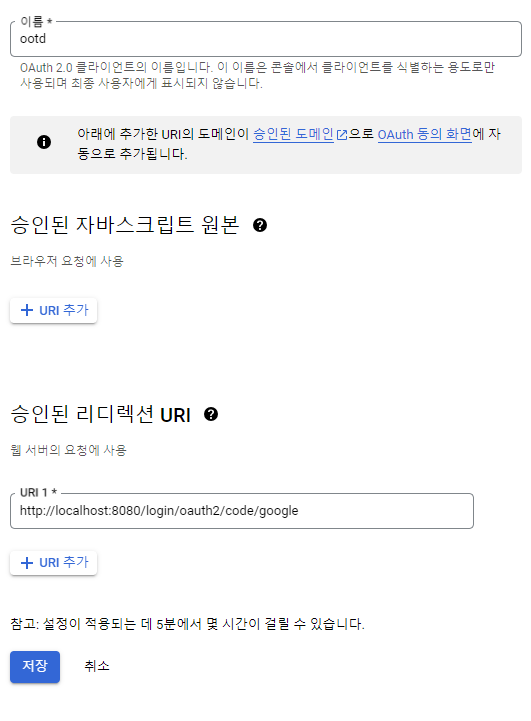 이름 *
ootd
OAuth 2.0 클라이언트의 이름입니다. 이 이름은 콘솔에서 클라이언트를 식별하는 용도로만
사용되며 최종 사용자에게 표시되지 않습니다.
아래에 추가한 URI의 도메인이 승인된 도메인으로 OAuth 동의 화면에 자
동으로 추가됩니다.
승인된 자바스크립트 원본
브라우저 요청에 사용
+ URI 추가
승인된 리디렉션 URI
웹 서버의 요청에 사용
URI 1 *
http://localhost:8080/login/oauth2/code/google
+ URI 추가
참고: 설정이 적용되는 데 5분에서 몇 시간이 걸릴 수 있습니다.
저장 취소